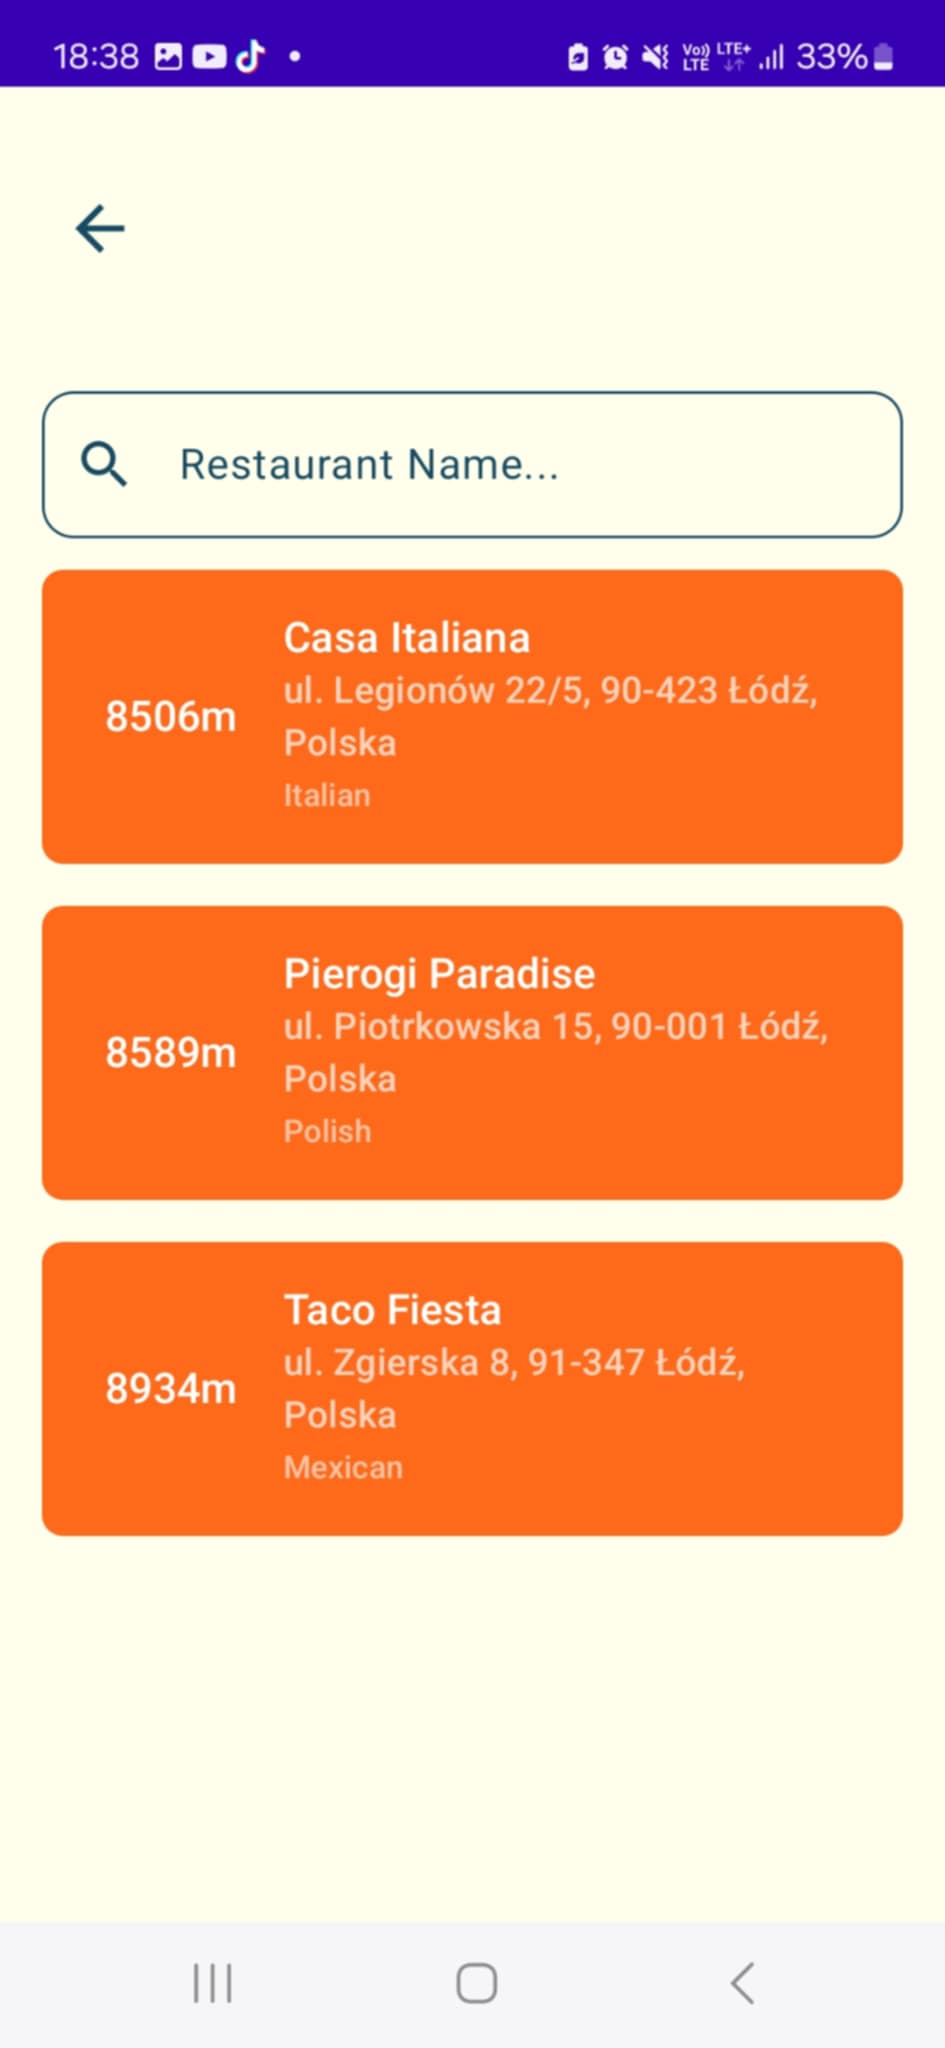 18:38
Vo)) LTE LTE+ 33%
Restaurant Name...
Casa Italiana
8506m
ul. Legionów 22/5, 90-423 Łódź,
Polska
Italian
Pierogi Paradise
8589m
ul. Piotrkowska 15, 90-001 Łódź,
Polska
Polish
Taco Fiesta
8934m
ul. Zgierska 8, 91-347 Łódź,
Polska
Mexican